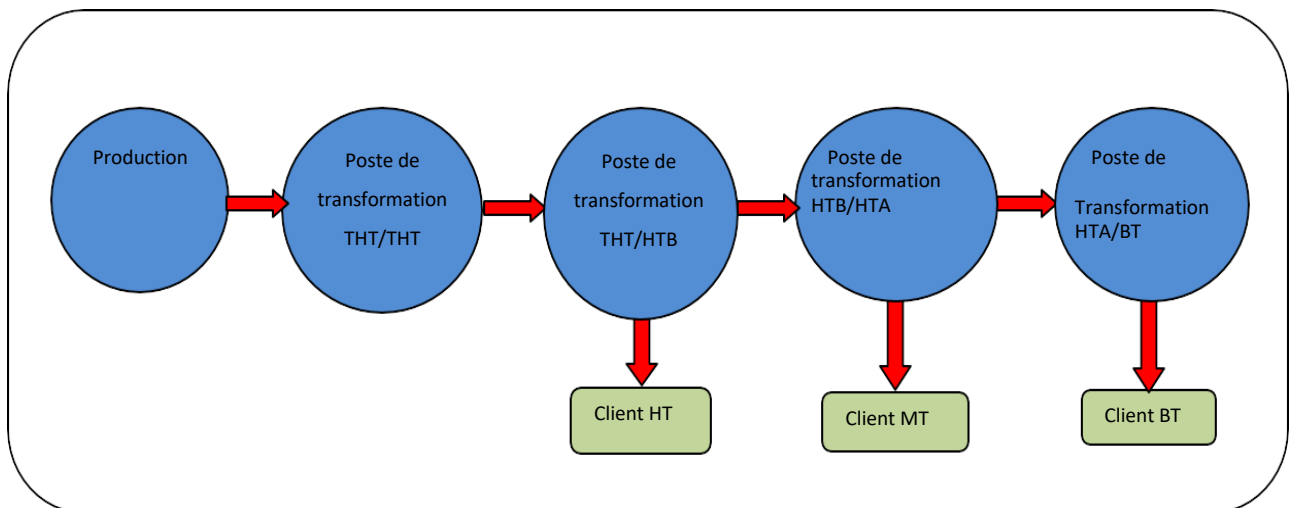 Production
Poste de
transformation
THT/THT
Poste de
transformation
THT/HTB
Poste de
transformation
HTB/HTA
Poste de
Transformation
HTA/BT
Client HT
Client MT
Client BT